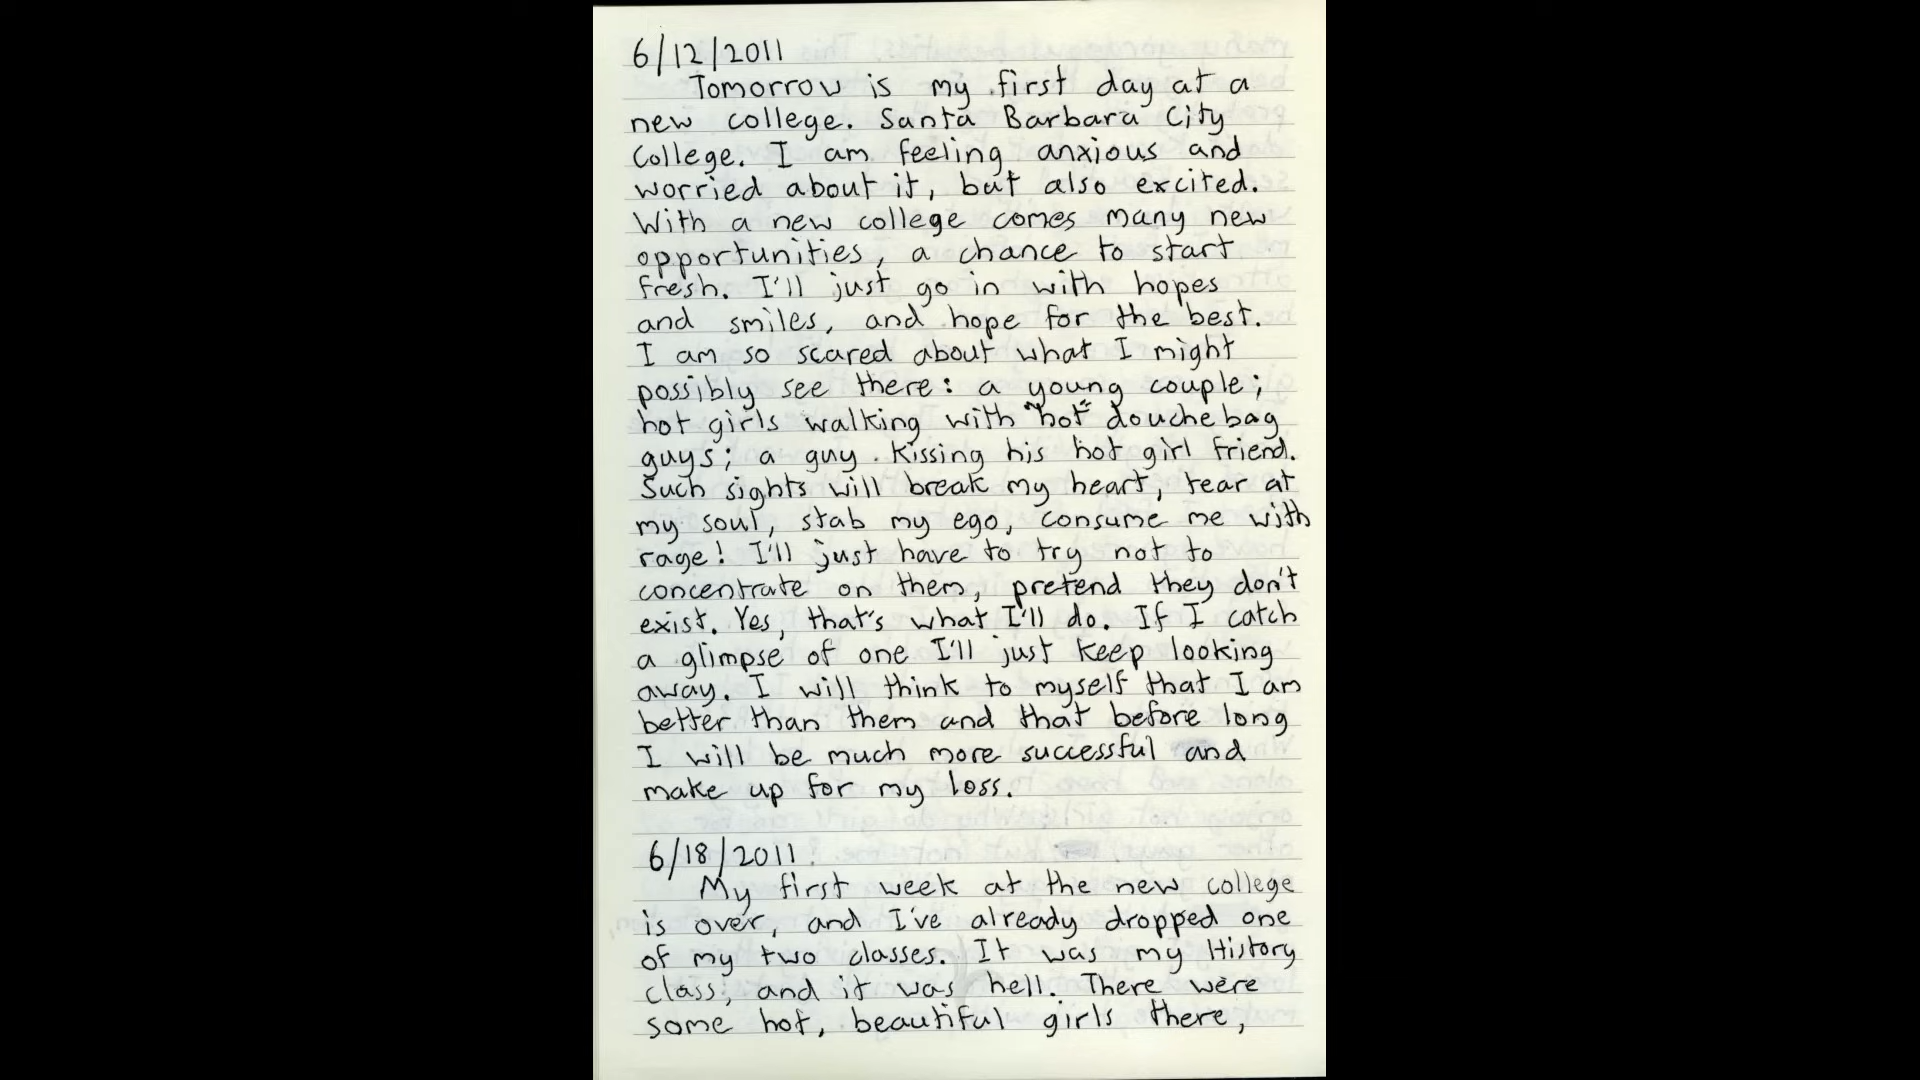 6/12/2011
Tomorrow is my first day at a
new college. Santa Barbara City
College. I am feeling anxious and
worried about it, but also excited.
With a new college comes many new
opportunities, a chance to start
fresh. I'll just go in with hopes
and smiles, and hope for the best.
I am so scared about what I might
possibly see there: a young couple;
hot girls walking with "hot" douchebag
guys; a guy kissing his hot girl friend.
Such sights will break my heart, tear at
my soul, stab my ego, consume me with
rage! I'll just have to try not to
concentrate on them, pretend they don't
exist. Yes, that's what I'll do. If I catch
a glimpse of one I'll just keep looking
away. I will think to myself that I am
better than them and that before long
I will be much more successful and
make up for my loss.
6/18/2011
My first week at the new college
is over, and I've already dropped one
of my two classes. It was my History
class, and it was hell. There were
some hot, beautiful girls there,